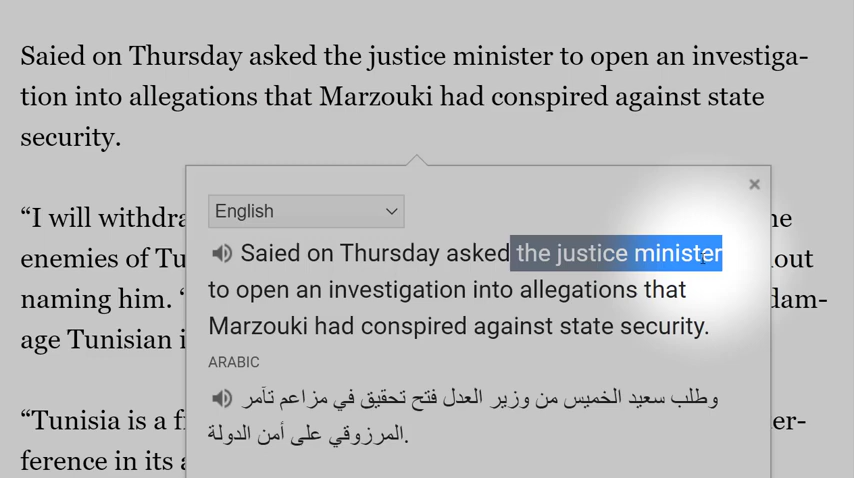 Saied on Thursday asked the justice minister to open an investiga-
tion into allegations that Marzouki had conspired against state
security.
“I will withdra
enemies of Tu
out
naming him.
dam-
age Tunisian i
“Tunisia is a f
er-
ference in its a
×
English
Saied on Thursday asked the justice minister
to open an investigation into allegations that
Marzouki had conspired against state security.
ARABIC
وطلب سعيد الخميس من وزير العدل فتح تحقيق في مزاعم تآمر
المرزوقي على أمن الدولة.